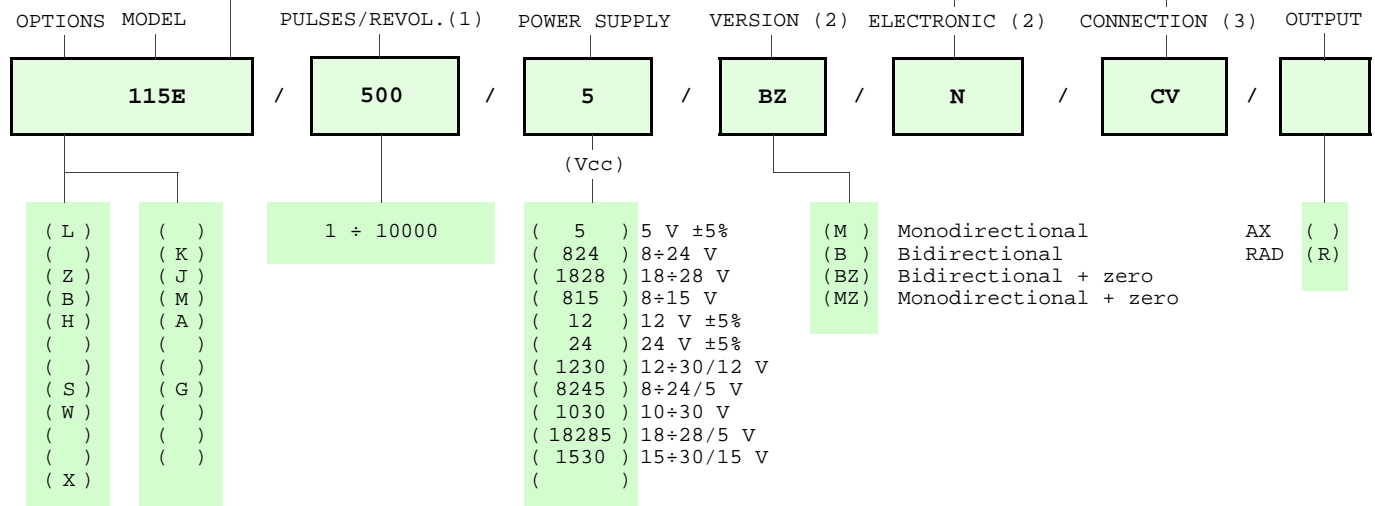 OPTIONS MODEL PULSES/REVOL.(1) POWER SUPPLY VERSION (2) ELECTRONIC (2) CONNECTION (3) OUTPUT
115E / 500 / 5 / BZ / N / CV /
(Vcc)
( L ) ( ) 1 ÷ 10000 ( 5 ) 5 V ±5% (M ) Monodirectional AX ( )
( ) ( K ) ( 824 ) 8÷24 V (B ) Bidirectional RAD (R)
( Z ) ( J ) ( 1828 ) 18÷28 V (BZ) Bidirectional + zero
( B ) ( M ) ( 815 ) 8÷15 V (MZ) Monodirectional + zero
( H ) ( A ) ( 12 ) 12 V ±5%
( ) ( ) ( 24 ) 24 V ±5%
( ) ( ) ( 1230 ) 12÷30/12 V
( S ) ( G ) ( 8245 ) 8÷24/5 V
( W ) ( ) ( 1030 ) 10÷30 V
( ) ( ) ( 18285 ) 18÷28/5 V
( ) ( ) ( 1530 ) 15÷30/15 V
( X ) ( )